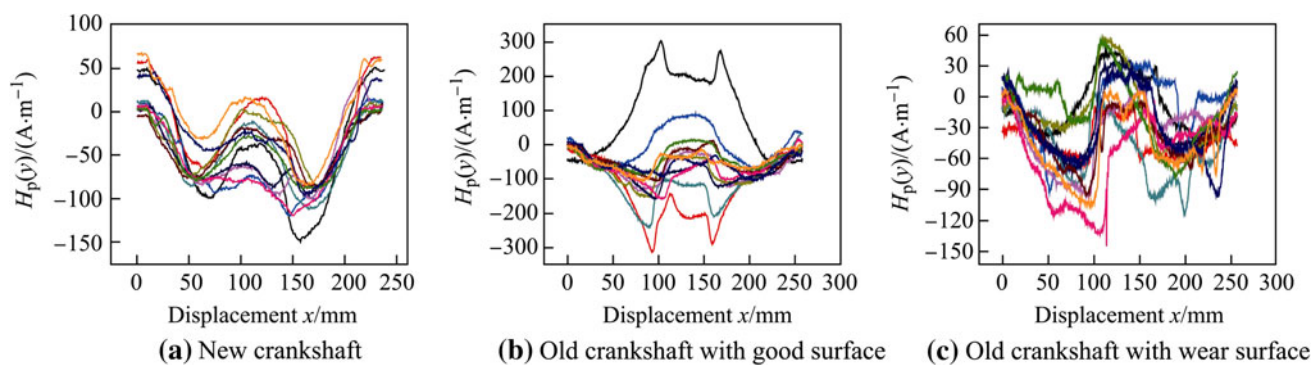 100
50
0
−50
−100
−150
0 50 100 150 200 250
Hp(y)/(A·m−1)
Displacement x/mm
(a) New crankshaft
300
200
100
0
−100
−200
−300
0 50 100 150 200 250 300
Hp(y)/(A·m−1)
Displacement x/mm
(b) Old crankshaft with good surface
60
30
0
−30
−60
−90
−120
−150
0 50 100 150 200 250 300
Hp(y)/(A·m−1)
Displacement x/mm
(c) Old crankshaft with wear surface